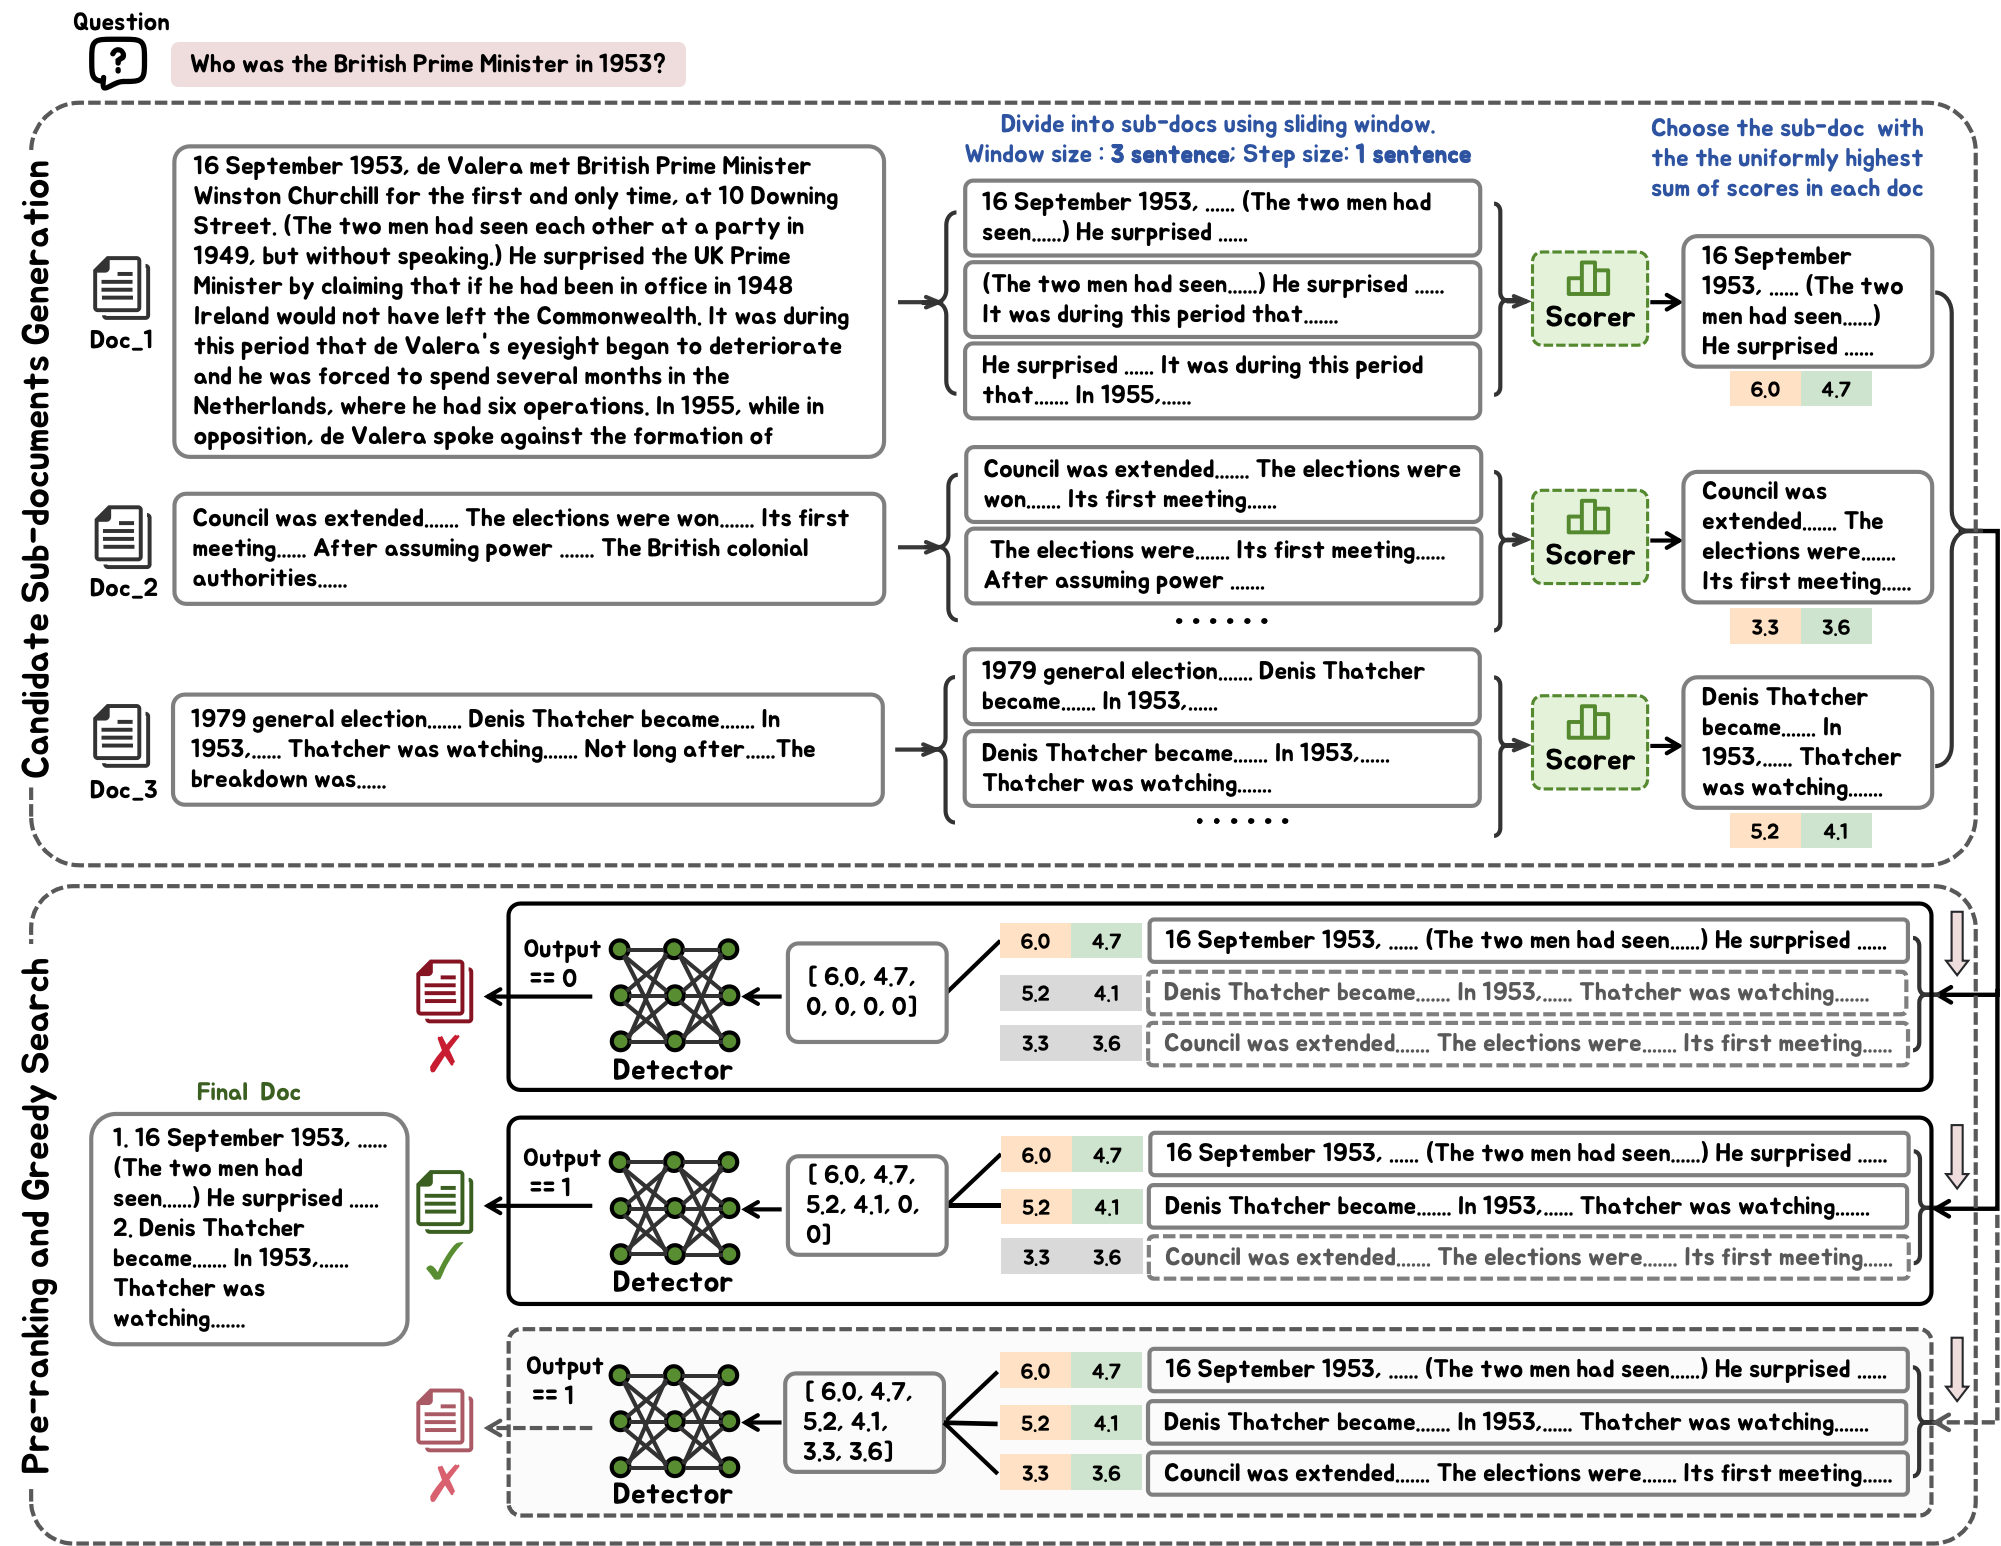 Question
?
Who was the British Prime Minister in 1953?
Candidate Sub-documents Generation
Divide into sub-docs using sliding window.
Window size : 3 sentence; Step size: 1 sentence
Choose the sub-doc with
the the uniformly highest
sum of scores in each doc
Doc_1
16 September 1953, de Valera met British Prime Minister
Winston Churchill for the first and only time, at 10 Downing
Street. (The two men had seen each other at a party in
1949, but without speaking.) He surprised the UK Prime
Minister by claiming that if he had been in office in 1948
Ireland would not have left the Commonwealth. It was during
this period that de Valera's eyesight began to deteriorate
and he was forced to spend several months in the
Netherlands, where he had six operations. In 1955, while in
opposition, de Valera spoke against the formation of
16 September 1953, ...... (The two men had
seen......) He surprised ......
(The two men had seen......) He surprised ......
It was during this period that.......
He surprised ...... It was during this period
that....... In 1955,......
Scorer
16 September
1953, ...... (The two
men had seen......)
He surprised ......
6.0 4.7
Doc_2
Council was extended....... The elections were won....... Its first
meeting...... After assuming power ....... The British colonial
authorities......
Council was extended....... The elections were
won....... Its first meeting......
The elections were....... Its first meeting......
After assuming power .......
......
Scorer
Council was
extended....... The
elections were.......
Its first meeting......
3.3 3.6
Doc_3
1979 general election....... Denis Thatcher became....... In
1953,...... Thatcher was watching....... Not long after......The
breakdown was......
1979 general election....... Denis Thatcher
became....... In 1953,......
Denis Thatcher became....... In 1953,......
Thatcher was watching.......
......
Scorer
Denis Thatcher
became....... In
1953,...... Thatcher
was watching.......
5.2 4.1
Pre-ranking and Greedy Search
Output
== 0
Detector
[ 6.0, 4.7,
0, 0, 0, 0]
6.0 4.7 16 September 1953, ...... (The two men had seen......) He surprised ......
5.2 4.1 Denis Thatcher became....... In 1953,...... Thatcher was watching.......
3.3 3.6 Council was extended....... The elections were....... Its first meeting......
Final Doc
1. 16 September 1953, ......
(The two men had
seen......) He surprised ......
2. Denis Thatcher
became....... In 1953,......
Thatcher was
watching.......
Output
== 1
Detector
[ 6.0, 4.7,
5.2, 4.1, 0,
0]
6.0 4.7 16 September 1953, ...... (The two men had seen......) He surprised ......
5.2 4.1 Denis Thatcher became....... In 1953,...... Thatcher was watching.......
3.3 3.6 Council was extended....... The elections were....... Its first meeting......
Output
== 1
Detector
[ 6.0, 4.7,
5.2, 4.1,
3.3, 3.6]
6.0 4.7 16 September 1953, ...... (The two men had seen......) He surprised ......
5.2 4.1 Denis Thatcher became....... In 1953,...... Thatcher was watching.......
3.3 3.6 Council was extended....... The elections were....... Its first meeting......